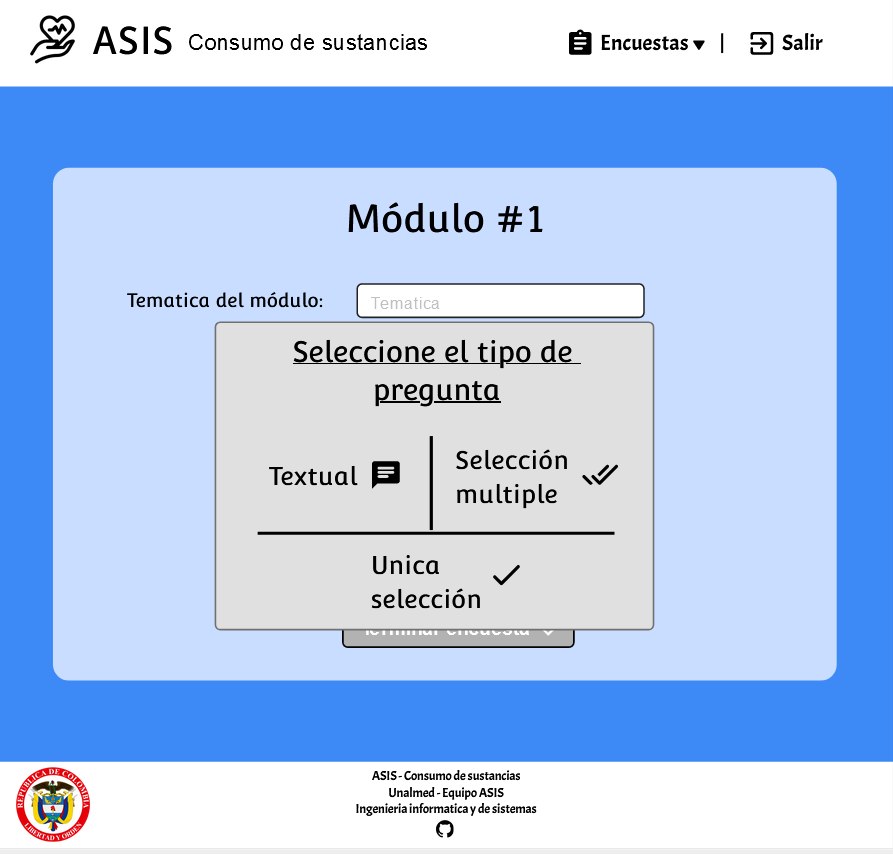 ASIS Consumo de sustancias
Encuestas | Salir
Módulo #1
Tematica del módulo:
Tematica
Seleccione el tipo de
pregunta
Textual
Selección
multiple
Unica
selección
Terminar encuesta
REPUBLICA DE COLOMBIA
LIBERTAD Y ORDEN
ASIS - Consumo de sustancias
Unalmed - Equipo ASIS
Ingenieria informatica y de sistemas